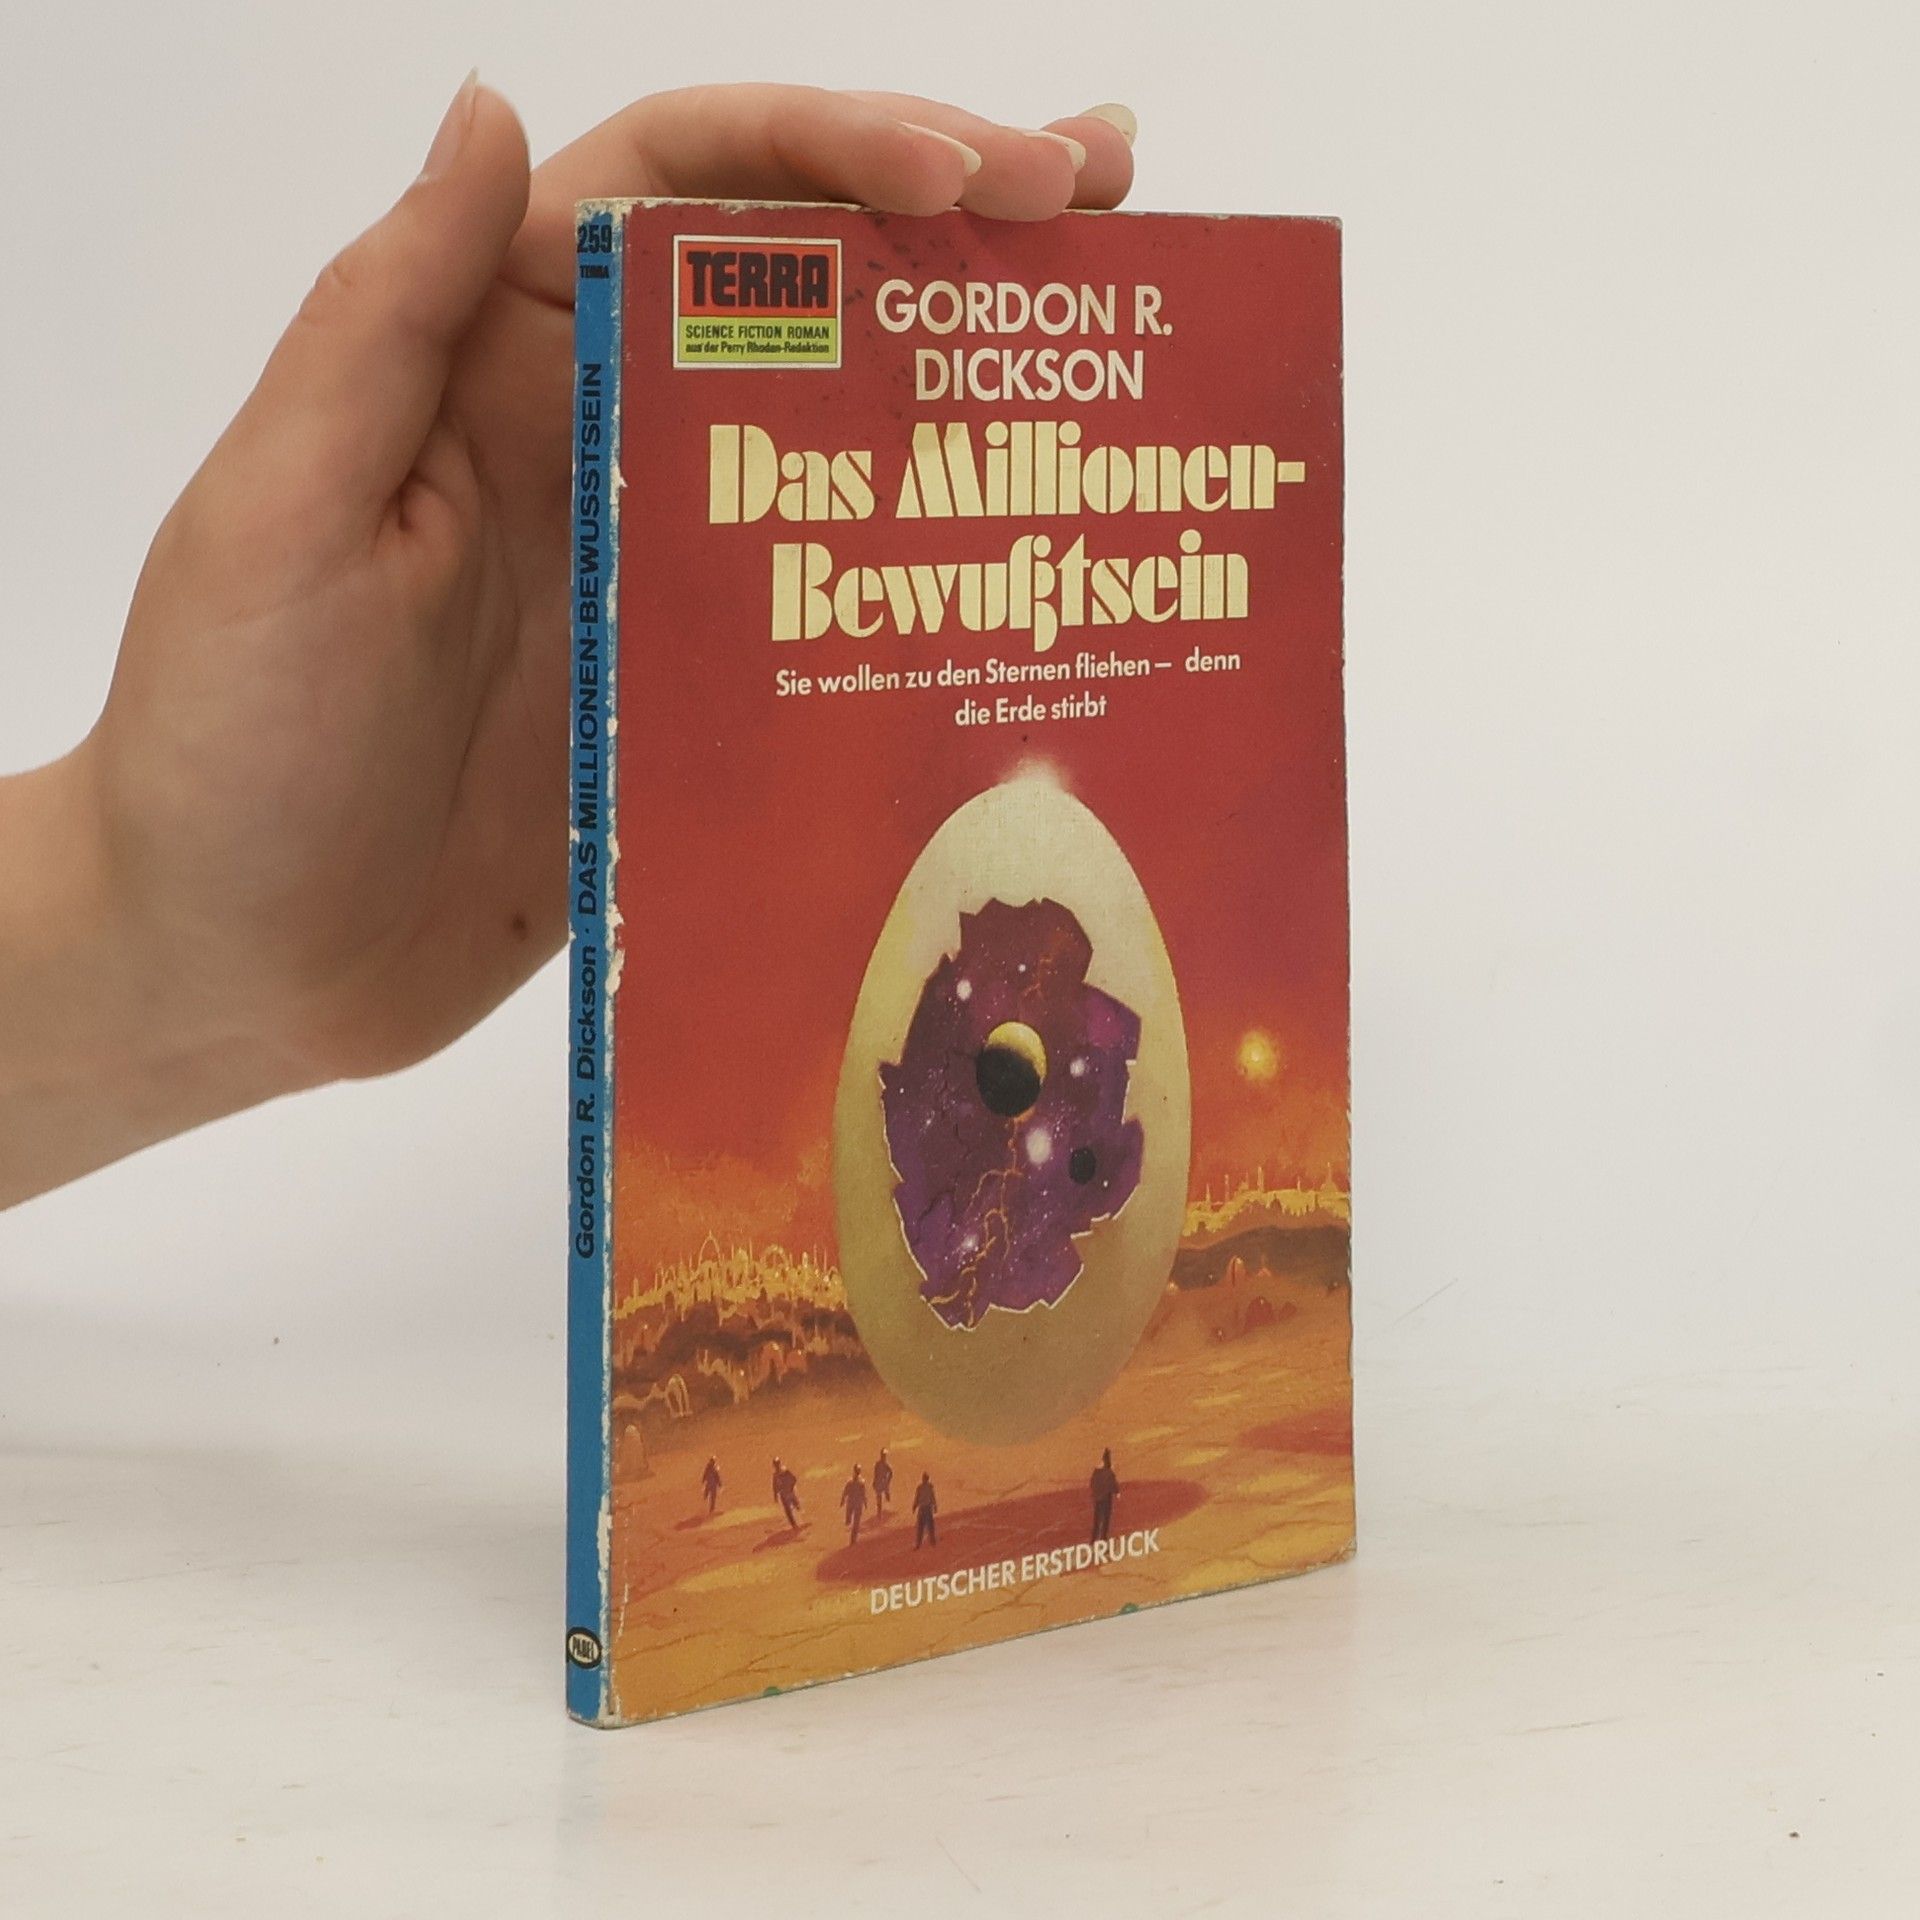 259
TERRA
Gordon R. Dickson · DAS MILLIONEN-BEWUSSTSEIN
PABEL
TERRA
SCIENCE FICTION ROMAN
aus der Perry Rhodan-Redaktion
GORDON R.
DICKSON
Das Millionen-
Bewußtsein
Sie wollen zu den Sternen fliehen – denn
die Erde stirbt
DEUTSCHER ERSTDRUCK